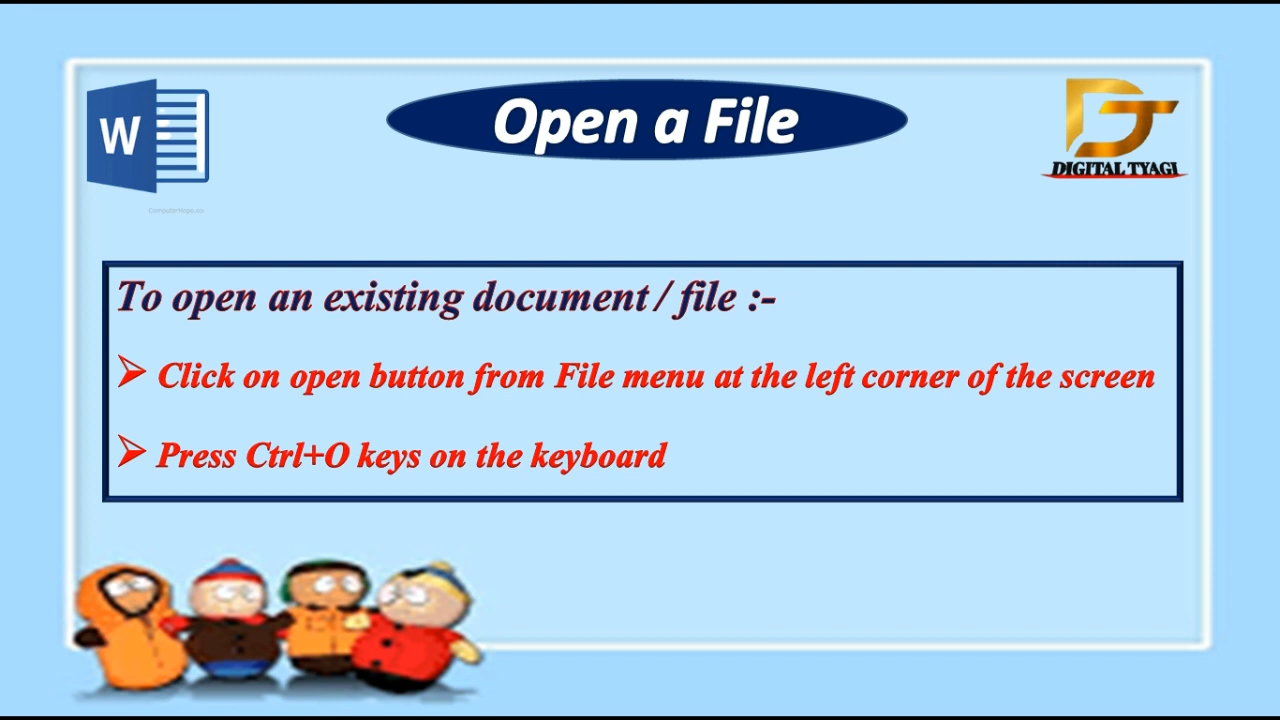 Open a File
W
DIGITAL TYAGI
To open an existing document / file :-
Click on open button from File menu at the left corner of the screen
Press Ctrl+O keys on the keyboard